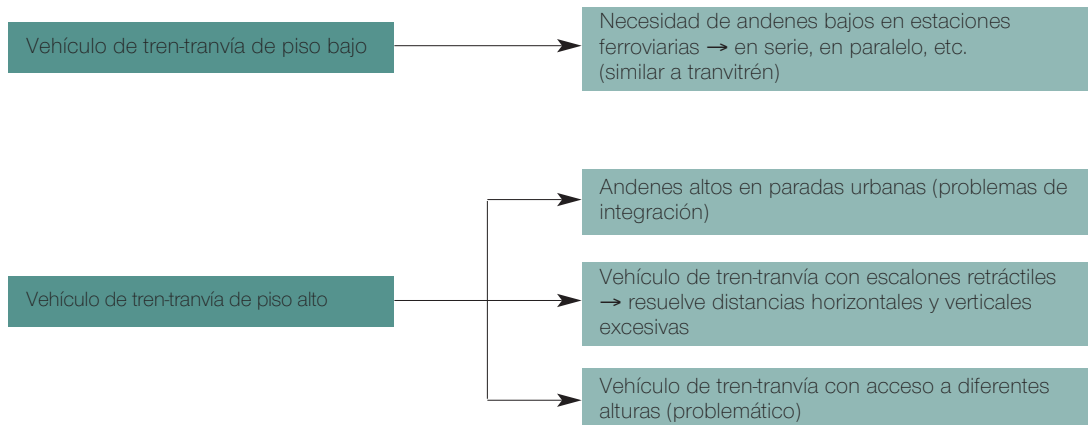 Vehículo de tren-tranvía de piso bajo
Necesidad de andenes bajos en estaciones
ferroviarias → en serie, en paralelo, etc.
(similar a tranvitrén)
Vehículo de tren-tranvía de piso alto
Andenes altos en paradas urbanas (problemas de
integración)
Vehículo de tren-tranvía con escalones retráctiles
→ resuelve distancias horizontales y verticales
excesivas
Vehículo de tren-tranvía con acceso a diferentes
alturas (problemático)